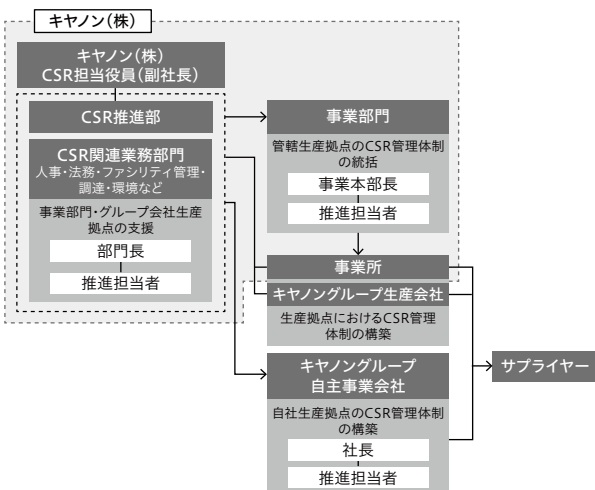 キヤノン（株）
キヤノン（株）
CSR担当役員（副社長）
CSR推進部
CSR関連業務部門
人事・法務・ファシリティ管理・
調達・環境など
事業部門・グループ会社生産
拠点の支援
部門長
推進担当者
事業部門
管轄生産拠点のCSR管理体制
の統括
事業本部長
推進担当者
事業所
キヤノングループ生産会社
生産拠点におけるCSR管理
体制の構築
キヤノングループ
自主事業会社
自社生産拠点のCSR管理体制
の構築
社長
推進担当者
サプライヤー